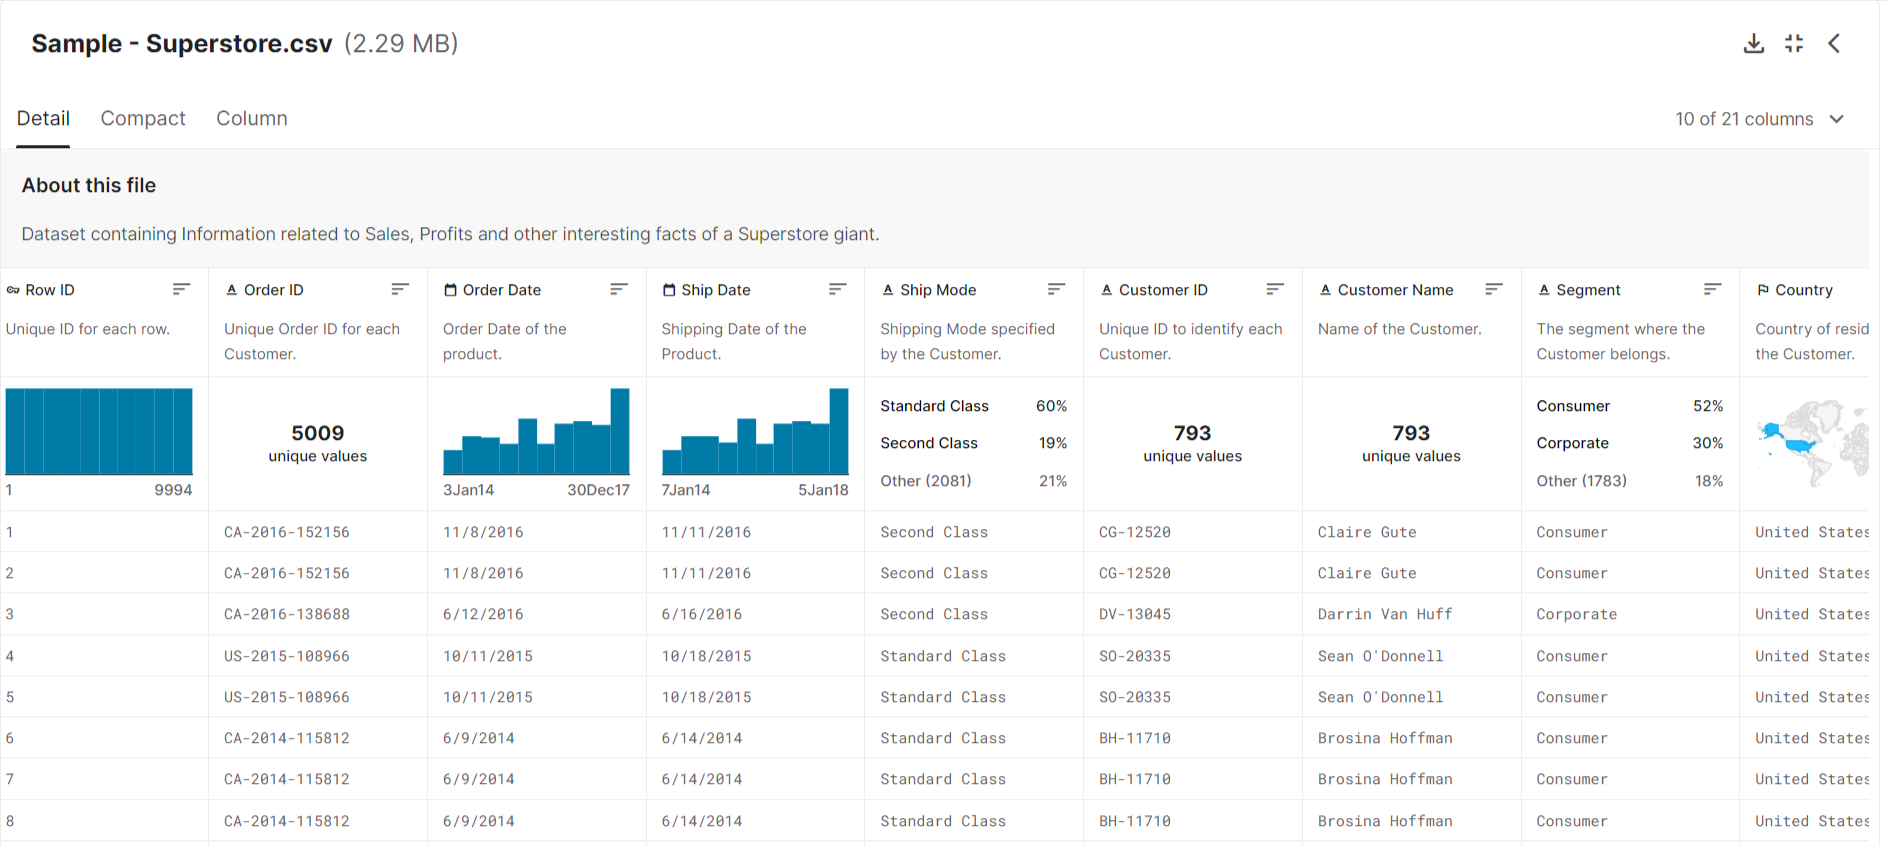 Sample - Superstore.csv (2.29 MB)
Detail Compact Column 10 of 21 columns
About this file
Dataset containing Information related to Sales, Profits and other interesting facts of a Superstore giant.
Row ID Order ID Order Date Ship Date Ship Mode Customer ID Customer Name Segment Country
Unique ID for each row. Unique Order ID for each Order Date of the Shipping Date of the Shipping Mode specified Unique ID to identify each Name of the Customer. The segment where the Country of resid
Customer. product. Product. by the Customer. Customer. Customer belongs. the Customer.
Standard Class 60% Consumer 52%
5009 793 793
Second Class 19% Corporate 30%
unique values unique values unique values
Other (2081) 21% Other (1783) 18%
1 9994 3Jan14 30Dec17 7Jan14 5Jan18
1 CA-2016-152156 11/8/2016 11/11/2016 Second Class CG-12520 Claire Gute Consumer United States
2 CA-2016-152156 11/8/2016 11/11/2016 Second Class CG-12520 Claire Gute Consumer United States
3 CA-2016-138688 6/12/2016 6/16/2016 Second Class DV-13045 Darrin Van Huff Corporate United States
4 US-2015-108966 10/11/2015 10/18/2015 Standard Class SO-20335 Sean O'Donnell Consumer United States
5 US-2015-108966 10/11/2015 10/18/2015 Standard Class SO-20335 Sean O'Donnell Consumer United States
6 CA-2014-115812 6/9/2014 6/14/2014 Standard Class BH-11710 Brosina Hoffman Consumer United States
7 CA-2014-115812 6/9/2014 6/14/2014 Standard Class BH-11710 Brosina Hoffman Consumer United States
8 CA-2014-115812 6/9/2014 6/14/2014 Standard Class BH-11710 Brosina Hoffman Consumer United States